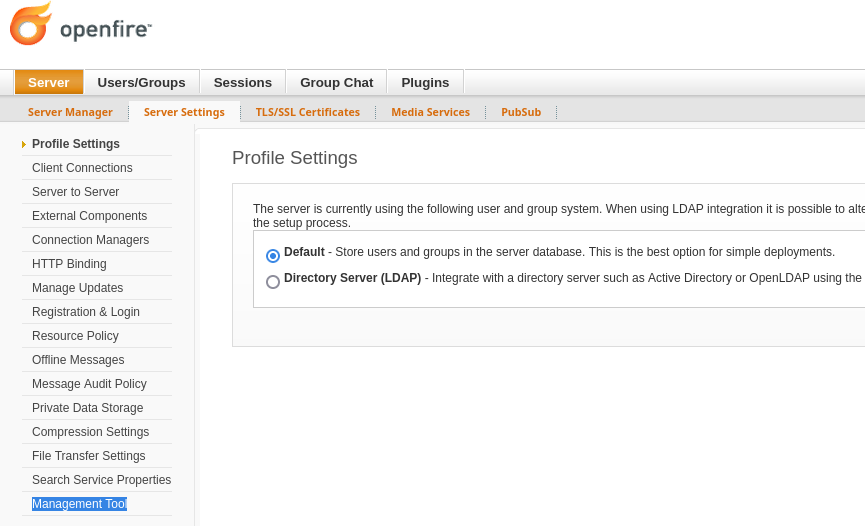 openfire™
Server Users/Groups Sessions Group Chat Plugins
Server Manager Server Settings TLS/SSL Certificates Media Services PubSub
Profile Settings
Client Connections
Server to Server
External Components
Connection Managers
HTTP Binding
Manage Updates
Registration & Login
Resource Policy
Offline Messages
Message Audit Policy
Private Data Storage
Compression Settings
File Transfer Settings
Search Service Properties
Management Tool
Profile Settings
The server is currently using the following user and group system. When using LDAP integration it is possible to alte
the setup process.
Default - Store users and groups in the server database. This is the best option for simple deployments.
Directory Server (LDAP) - Integrate with a directory server such as Active Directory or OpenLDAP using the